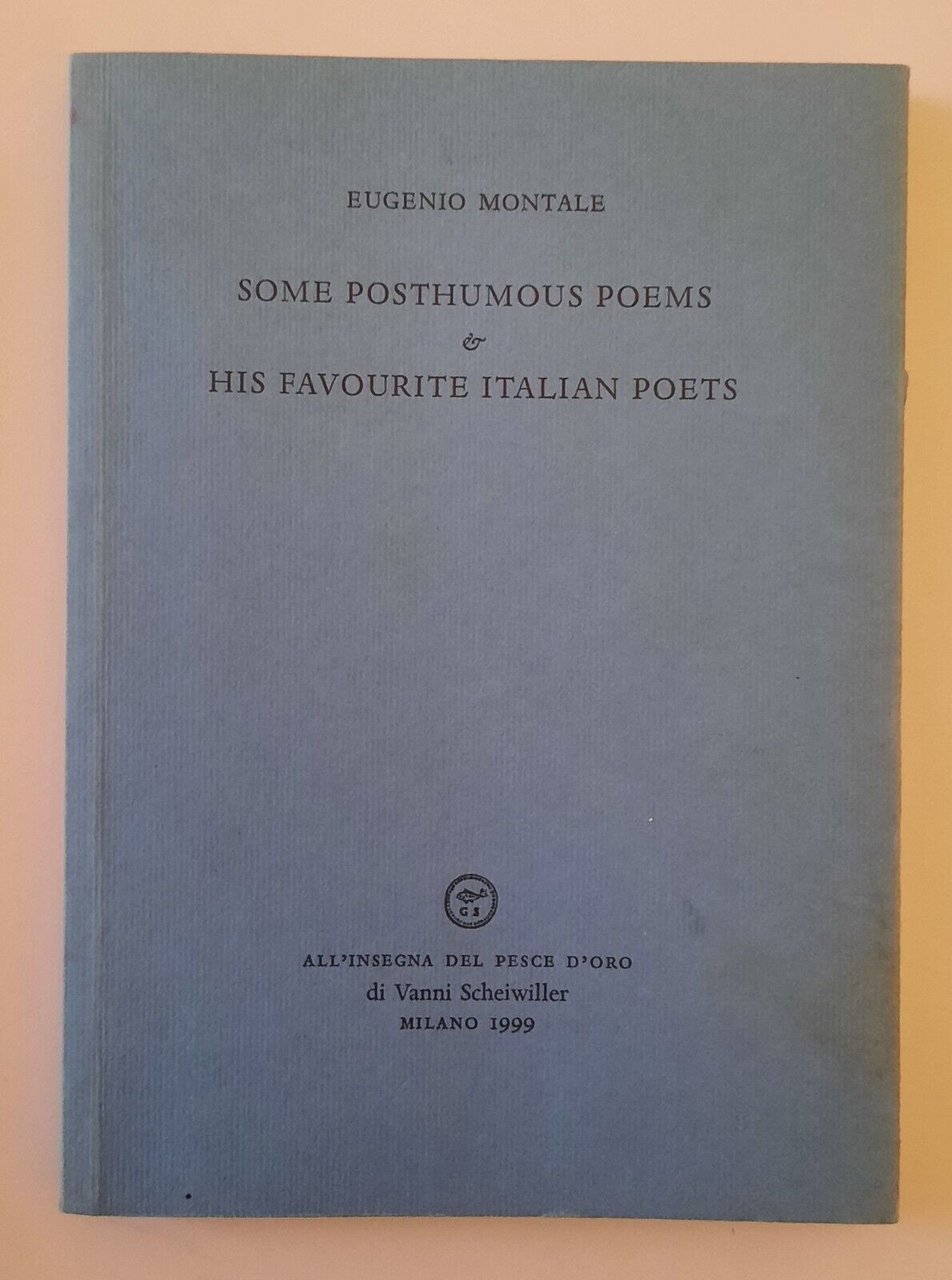 EUGENIO MONTALE
SOME POSTHUMOUS POEMS
&
HIS FAVOURITE ITALIAN POETS
G S
ALL'INSEGNA DEL PESCE D'ORO
di Vanni Scheiwiller
MILANO 1999